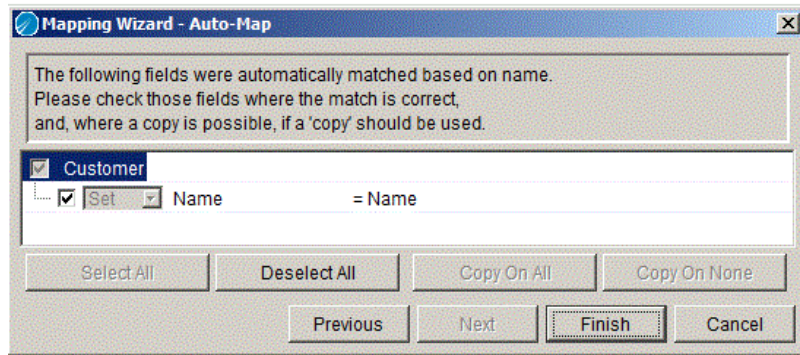 Mapping Wizard - Auto-Map
The following fields were automatically matched based on name.
Please check those fields where the match is correct,
and, where a copy is possible, if a 'copy' should be used.
Customer
Set Name = Name
Select All Deselect All Copy On All Copy On None
Previous Next Finish Cancel